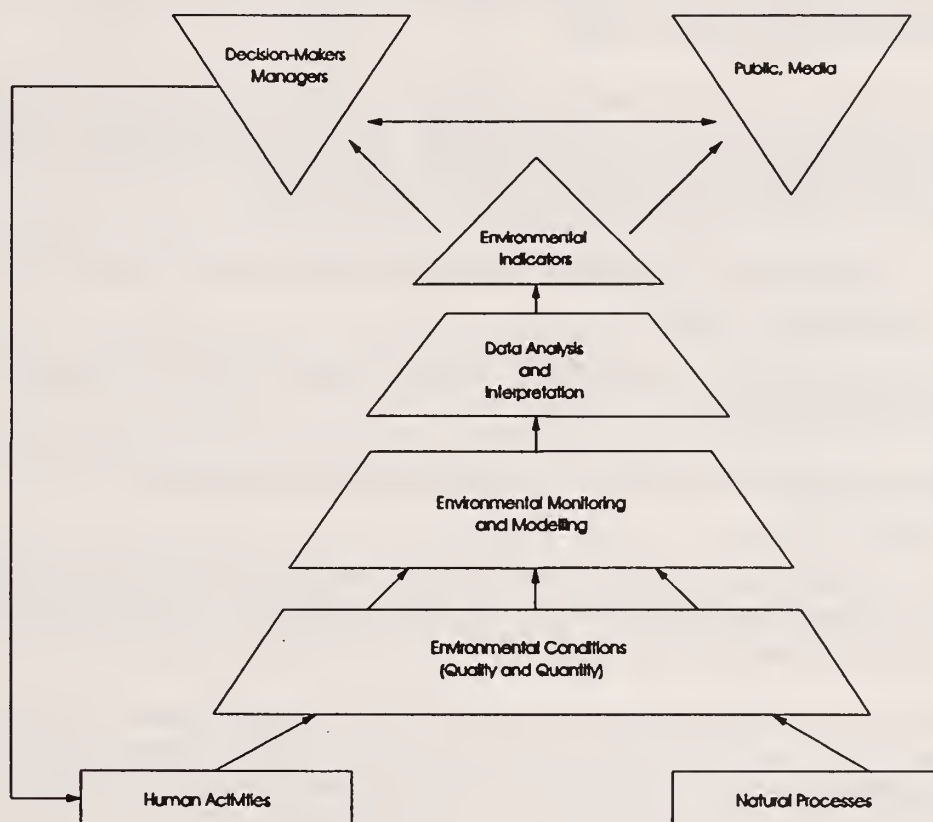 Decision-Makers
Managers
Public, Media
Environmental
Indicators
Data Analysis
and
Interpretation
Environmental Monitoring
and Modelling
Environmental Conditions
(Quality and Quantity)
Human Activities
Natural Processes